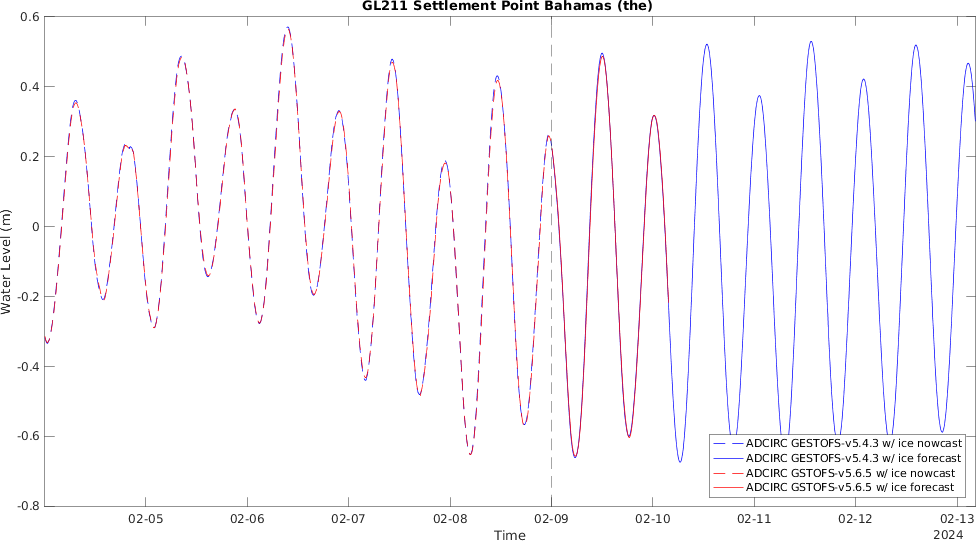 GL211 Settlement Point Bahamas (the)
0.6
0.4
0.2
0
-0.2
-0.4
-0.6
-0.8
Water Level (m)
ADCIRC GESTOFS-v5.4.3 w/ ice nowcast
ADCIRC GESTOFS-v5.4.3 w/ ice forecast
ADCIRC GSTOFS-v5.6.5 w/ ice nowcast
ADCIRC GSTOFS-v5.6.5 w/ ice forecast
02-05 02-06 02-07 02-08 02-09 02-10 02-11 02-12 02-13
Time
2024